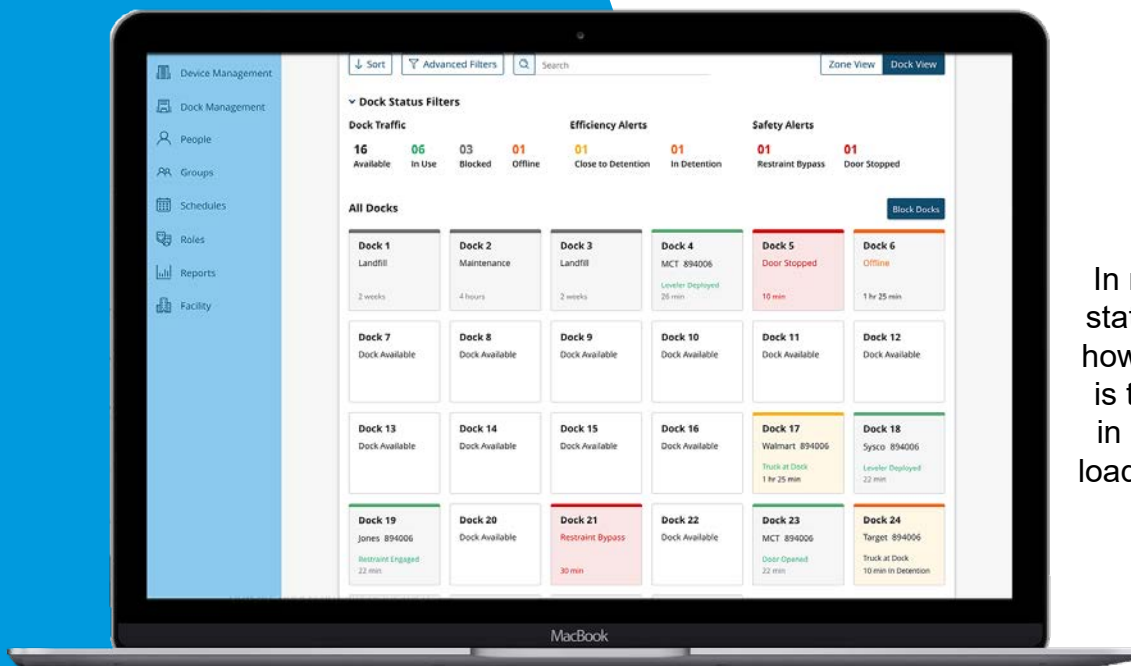 Device Management
Dock Management
People
Groups
Schedules
Roles
Reports
Facility
↓ Sort Advanced Filters Search Zone View Dock View
Dock Status Filters
Dock Traffic Efficiency Alerts Safety Alerts
16 06 03 01 01 01 01 01
Available In Use Blocked Offline Close to Detention In Detention Restraint Bypass Door Stopped
All Docks Block Docks
Dock 1 Dock 2 Dock 3 Dock 4 Dock 5 Dock 6
Landfill Maintenance Landfill MCT 894006 Door Stopped Offline
Leveler Deployed
2 weeks 4 hours 2 weeks 26 min 10 min 1 hr 25 min
Dock 7 Dock 8 Dock 9 Dock 10 Dock 11 Dock 12
Dock Available Dock Available Dock Available Dock Available Dock Available Dock Available
Dock 13 Dock 14 Dock 15 Dock 16 Dock 17 Dock 18
Dock Available Dock Available Dock Available Dock Available Walmart 894006 Sysco 894006
Truck at Dock Leveler Deployed
1 hr 25 min 22 min
Dock 19 Dock 20 Dock 21 Dock 22 Dock 23 Dock 24
Jones 894006 Dock Available Restraint Bypass Dock Available MCT 894006 Target 894006
Restraint Engaged Door Opened Truck at Dock
22 min 30 min 22 min 10 min In Detention
MacBook
In
how
is
in